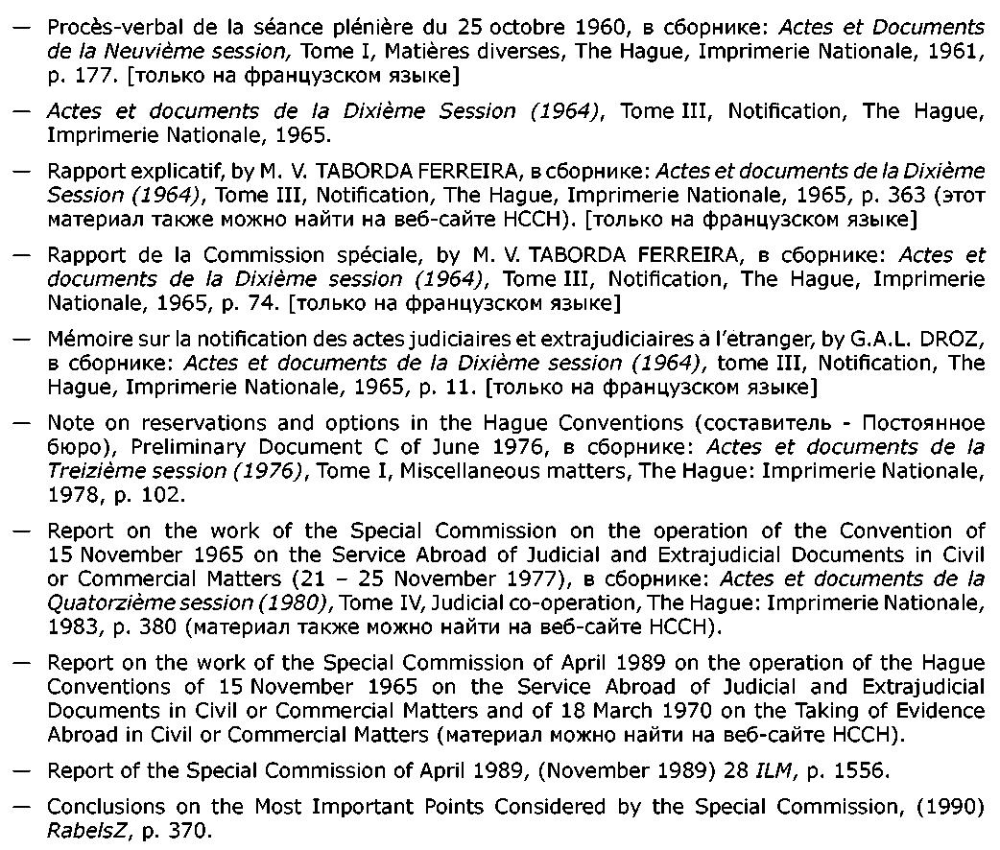 — Procès-verbal de la séance plénière du 25 octobre 1960, в сборнике: Actes et Documents
de la Neuvième session, Tome I, Matières diverses, The Hague, Imprimerie Nationale, 1961,
p. 177. [только на французском языке]
— Actes et documents de la Dixième Session (1964), Tome III, Notification, The Hague,
Imprimerie Nationale, 1965.
— Rapport explicatif, by M. V. TABORDA FERREIRA, в сборнике: Actes et documents de la Dixième
Session (1964), Tome III, Notification, The Hague, Imprimerie Nationale, 1965, p. 363 (этот
материал также можно найти на веб-сайте HCCH). [только на французском языке]
— Rapport de la Commission spéciale, by M. V. TABORDA FERREIRA, в сборнике: Actes et
documents de la Dixième session (1964), Tome III, Notification, The Hague, Imprimerie
Nationale, 1965, p. 74. [только на французском языке]
— Mémoire sur la notification des actes judiciaires et extrajudiciaires à l'étranger, by G.A.L. DROZ,
в сборнике: Actes et documents de la Dixième session (1964), tome III, Notification, The
Hague, Imprimerie Nationale, 1965, p. 11. [только на французском языке]
— Note on reservations and options in the Hague Conventions (составитель - Постоянное
бюро), Preliminary Document C of June 1976, в сборнике: Actes et documents de la
Treizième session (1976), Tome I, Miscellaneous matters, The Hague: Imprimerie Nationale,
1978, p. 102.
— Report on the work of the Special Commission on the operation of the Convention of
15 November 1965 on the Service Abroad of Judicial and Extrajudicial Documents in Civil
or Commercial Matters (21 – 25 November 1977), в сборнике: Actes et documents de la
Quatorzième session (1980), Tome IV, Judicial co-operation, The Hague: Imprimerie Nationale,
1983, p. 380 (материал также можно найти на веб-сайте HCCH).
— Report on the work of the Special Commission of April 1989 on the operation of the Hague
Conventions of 15 November 1965 on the Service Abroad of Judicial and Extrajudicial
Documents in Civil or Commercial Matters and of 18 March 1970 on the Taking of Evidence
Abroad in Civil or Commercial Matters (материал можно найти на веб-сайте HCCH).
— Report of the Special Commission of April 1989, (November 1989) 28 ILM, p. 1556.
— Conclusions on the Most Important Points Considered by the Special Commission, (1990)
RabelsZ, p. 370.